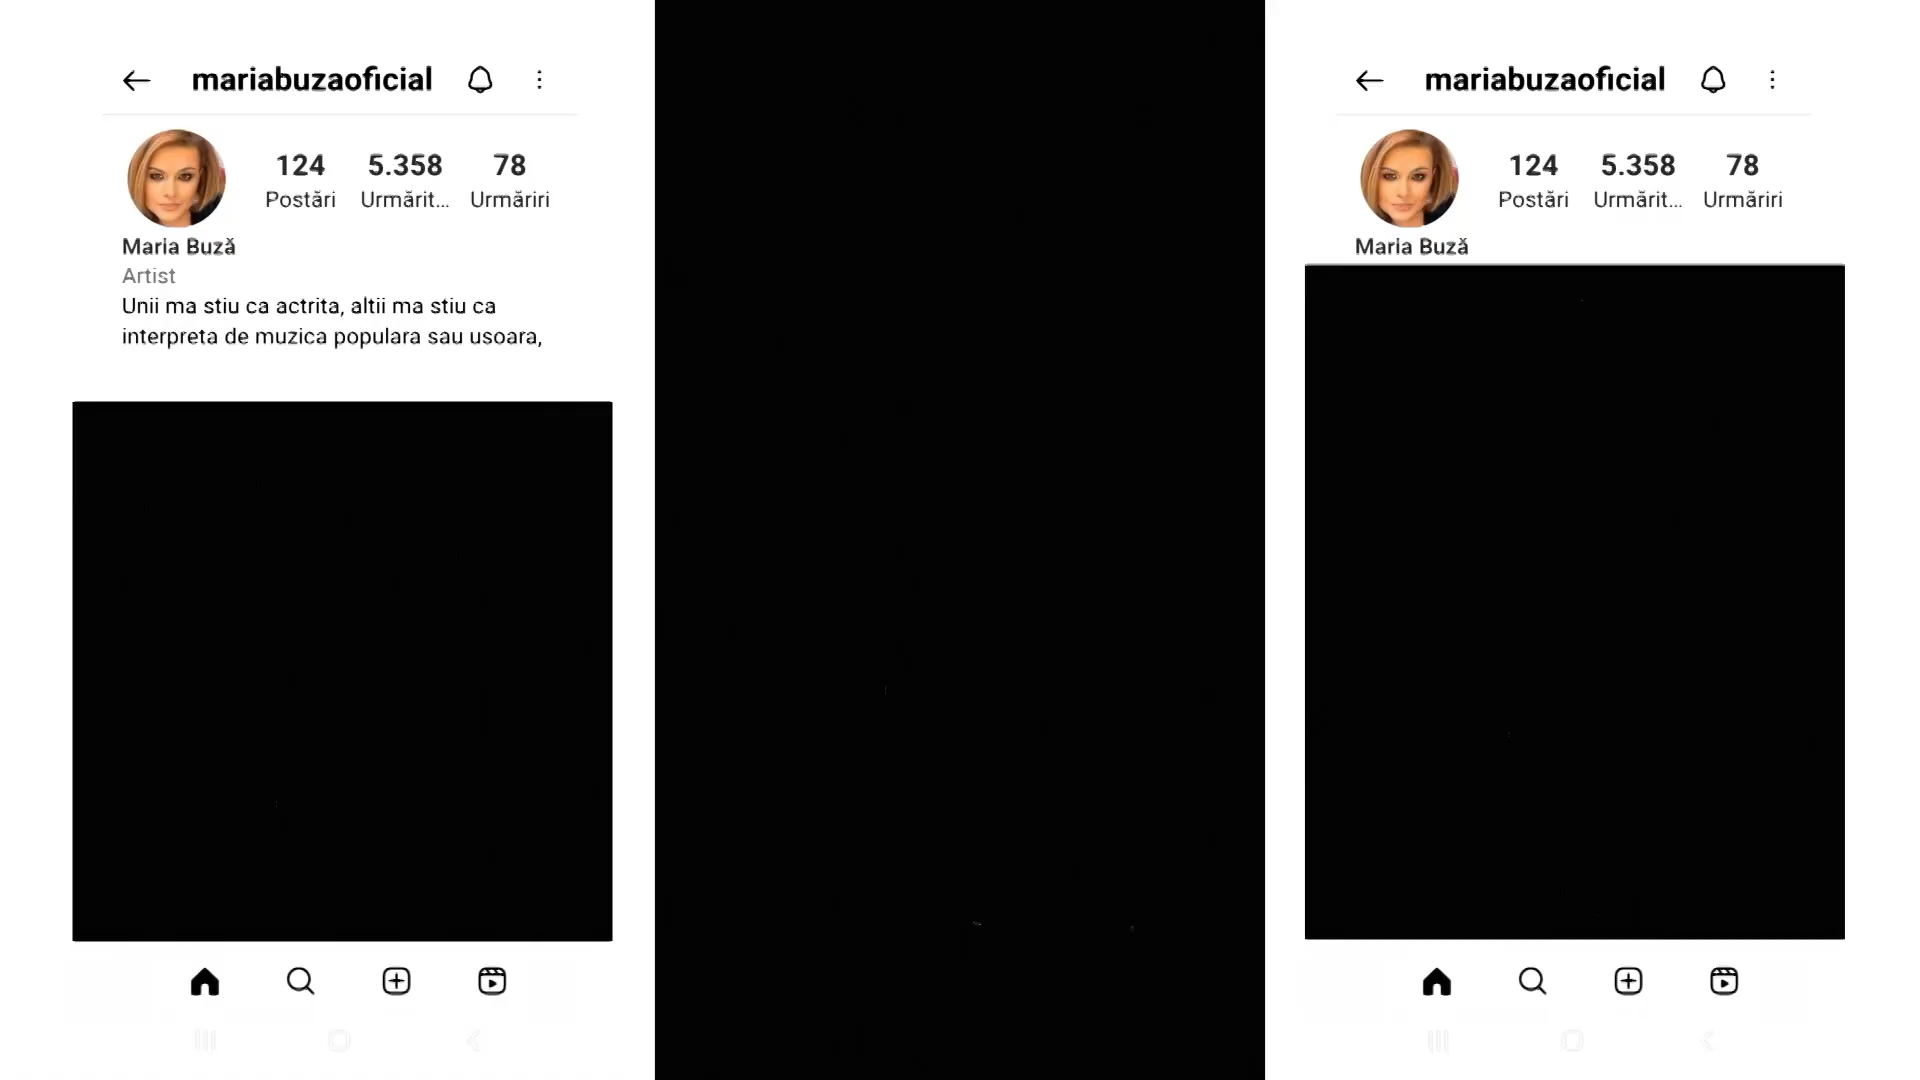 mariabuzaoficial
124 5.358 78
Postări Urmărit... Urmăriri
Maria Buză
Artist
Unii ma stiu ca actrita, altii ma stiu ca
interpreta de muzica populara sau usoara,
mariabuzaoficial
124 5.358 78
Postări Urmărit... Urmăriri
Maria Buză